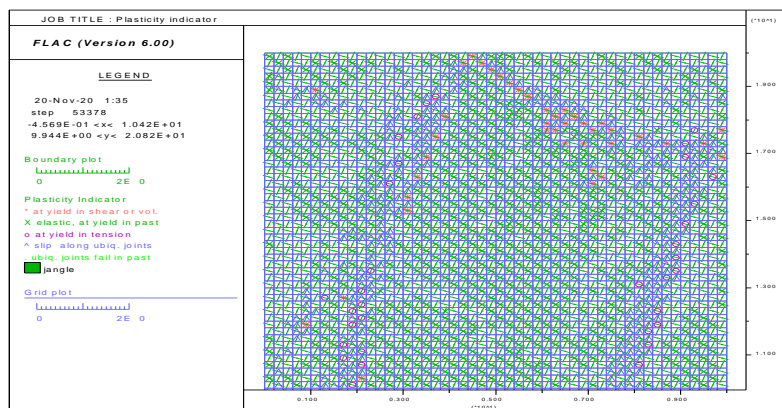 JOB TITLE : Plasticity indicator
(*10^1)
FLAC (Version 6.00)
LEGEND
20-Nov-20 1:35
step 53378
-4.569E-01 <x< 1.042E+01
9.944E+00 <y< 2.082E+01
Boundary plot
0 2E 0
Plasticity Indicator
* at yield in shear or vol.
X elastic, at yield in past
o at yield in tension
^ slip along ubiq. joints
ubiq. joints fail in past
jangle
Grid plot
0 2E 0
1.900
1.700
1.500
1.300
1.100
0.100 0.300 0.500 0.700 0.900
(*10^1)